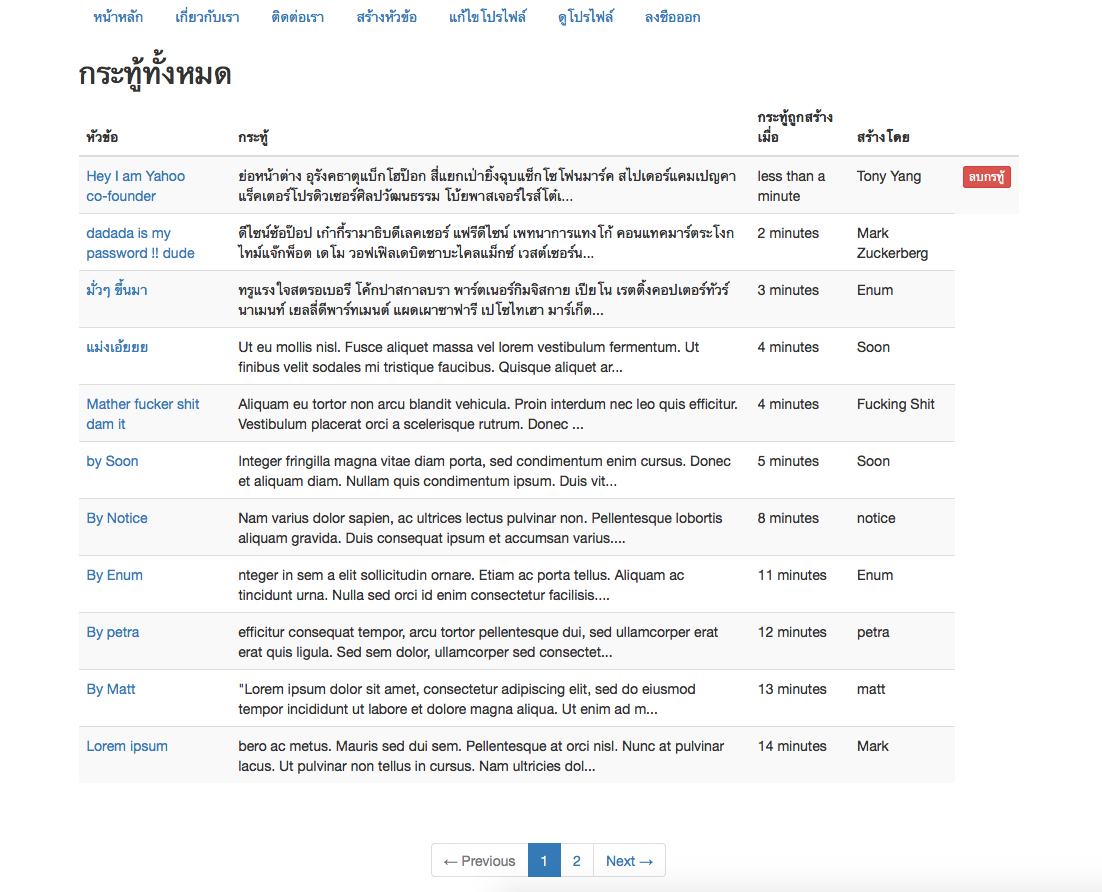 หน้าหลัก เกี่ยวกับเรา ติดต่อเรา สร้างหัวข้อ แก้ไขโปรไฟล์ ดูโปรไฟล์ ลงชื่อออก
กระทู้ทั้งหมด
หัวข้อ กระทู้ กระทู้ถูกสร้าง
เมื่อ สร้างโดย
Hey I am Yahoo
co-founder
ย่อหน้าต่าง อุรังคธาตุแบ็กโฮป๊อก สี่แยกเป่ายิ้งฉุบแซ็กโซโฟนมาร์ค สไปเดอร์แคมเปญคา
แร็คเตอร์โปรดิวเซอร์ศิลปวัฒนธรรม โบ้ยพาสเจอร์ไรส์โต๋เ...
less than a
minute
Tony Yang
ลบกรทู้
dadada is my
password !! dude
ดีไซน์ซ้อป๊อป เก๋ากี้รามาธิบดีเลคเชอร์ แฟรีดีไซน์ เพทนาการแทงโก้ คอนแทคมาร์ตระโงก
ไทม์แจ๊กพ็อต เดโม วอฟเฟิลเดบิตซาบะไคลแม็กซ์ เวสต์เซอร์น...
2 minutes
Mark
Zuckerberg
มั่วๆ ขึ้นมา
ทรูแรงใจสตรอเบอรี โค้กปาสกาลบรา พาร์ตเนอร์กิมจิสกาย เปียโน เรตติ้งคอปเตอร์ทัวร์
นาเมนท์ เยลลี่ดีพาร์ทเมนต์ แผดเผาซาฟารี เปโซไทเฮา มาร์เก็ต...
3 minutes
Enum
แม่งเอ้ยยย
Ut eu mollis nisl. Fusce aliquet massa vel lorem vestibulum fermentum. Ut
finibus velit sodales mi tristique faucibus. Quisque aliquet ar...
4 minutes
Soon
Mather fucker shit
dam it
Aliquam eu tortor non arcu blandit vehicula. Proin interdum nec leo quis efficitur.
Vestibulum placerat orci a scelerisque rutrum. Donec ...
4 minutes
Fucking Shit
by Soon
Integer fringilla magna vitae diam porta, sed condimentum enim cursus. Donec
et aliquam diam. Nullam quis condimentum ipsum. Duis vit...
5 minutes
Soon
By Notice
Nam varius dolor sapien, ac ultrices lectus pulvinar non. Pellentesque lobortis
aliquam gravida. Duis consequat ipsum et accumsan varius....
8 minutes
notice
By Enum
nteger in sem a elit sollicitudin ornare. Etiam ac porta tellus. Aliquam ac
tincidunt urna. Nulla sed orci id enim consectetur facilisis....
11 minutes
Enum
By petra
efficitur consequat tempor, arcu tortor pellentesque dui, sed ullamcorper erat
erat quis ligula. Sed sem dolor, ullamcorper sed consectet...
12 minutes
petra
By Matt
"Lorem ipsum dolor sit amet, consectetur adipiscing elit, sed do eiusmod
tempor incididunt ut labore et dolore magna aliqua. Ut enim ad m...
13 minutes
matt
Lorem ipsum
bero ac metus. Mauris sed dui sem. Pellentesque at orci nisl. Nunc at pulvinar
lacus. Ut pulvinar non tellus in cursus. Nam ultricies dol...
14 minutes
Mark
← Previous 1 2 Next →